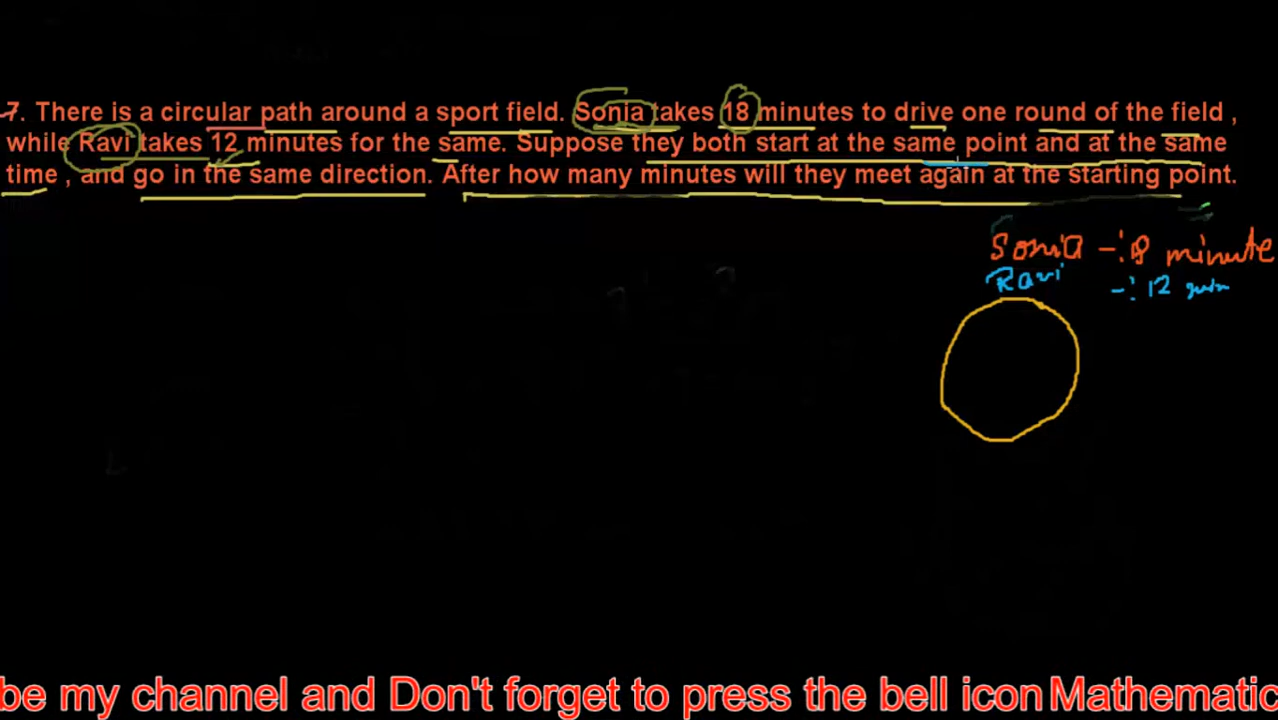 7. There is a circular path around a sport field. Sonia takes 18 minutes to drive one round of the field ,
while Ravi takes 12 minutes for the same. Suppose they both start at the same point and at the same
time , and go in the same direction. After how many minutes will they meet again at the starting point.
Sonia -: 18 minute
Ravi -: 12 min
be my channel and Don't forget to press the bell icon Mathematic